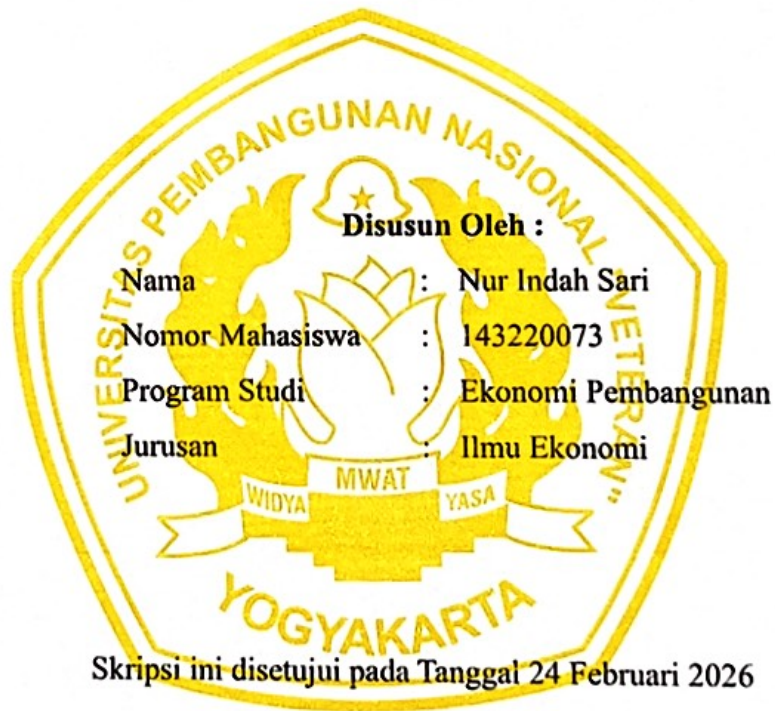 UNIVERSITAS PEMBANGUNAN NASIONAL "VETERAN"
Disusun Oleh :
Nama : Nur Indah Sari
Nomor Mahasiswa : 143220073
Program Studi : Ekonomi Pembangunan
Jurusan : Ilmu Ekonomi
WIDYA MWAT YASA
YOGYAKARTA
Skripsi ini disetujui pada Tanggal 24 Februari 2026